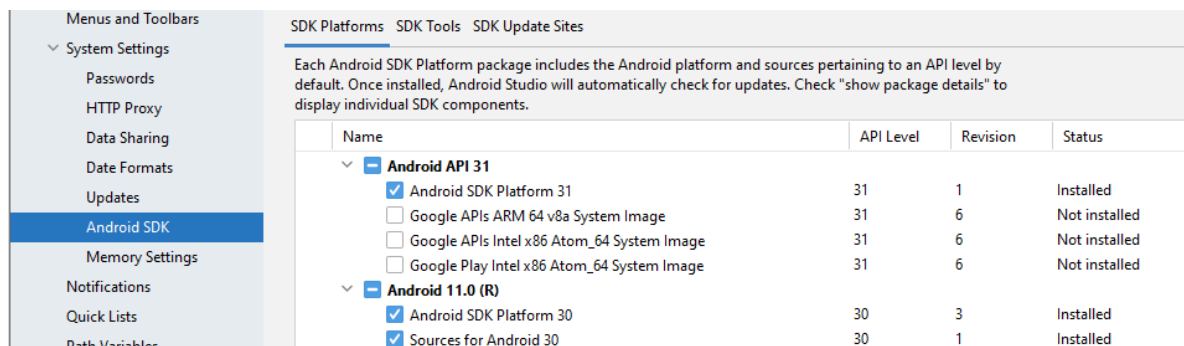 Menus and Toolbars
System Settings
Passwords
HTTP Proxy
Data Sharing
Date Formats
Updates
Android SDK
Memory Settings
Notifications
Quick Lists
Path Variables
SDK Platforms SDK Tools SDK Update Sites
Each Android SDK Platform package includes the Android platform and sources pertaining to an API level by
default. Once installed, Android Studio will automatically check for updates. Check "show package details" to
display individual SDK components.
Name API Level Revision Status
Android API 31
Android SDK Platform 31 31 1 Installed
Google APIs ARM 64 v8a System Image 31 6 Not installed
Google APIs Intel x86 Atom_64 System Image 31 6 Not installed
Google Play Intel x86 Atom_64 System Image 31 6 Not installed
Android 11.0 (R)
Android SDK Platform 30 30 3 Installed
Sources for Android 30 30 1 Installed